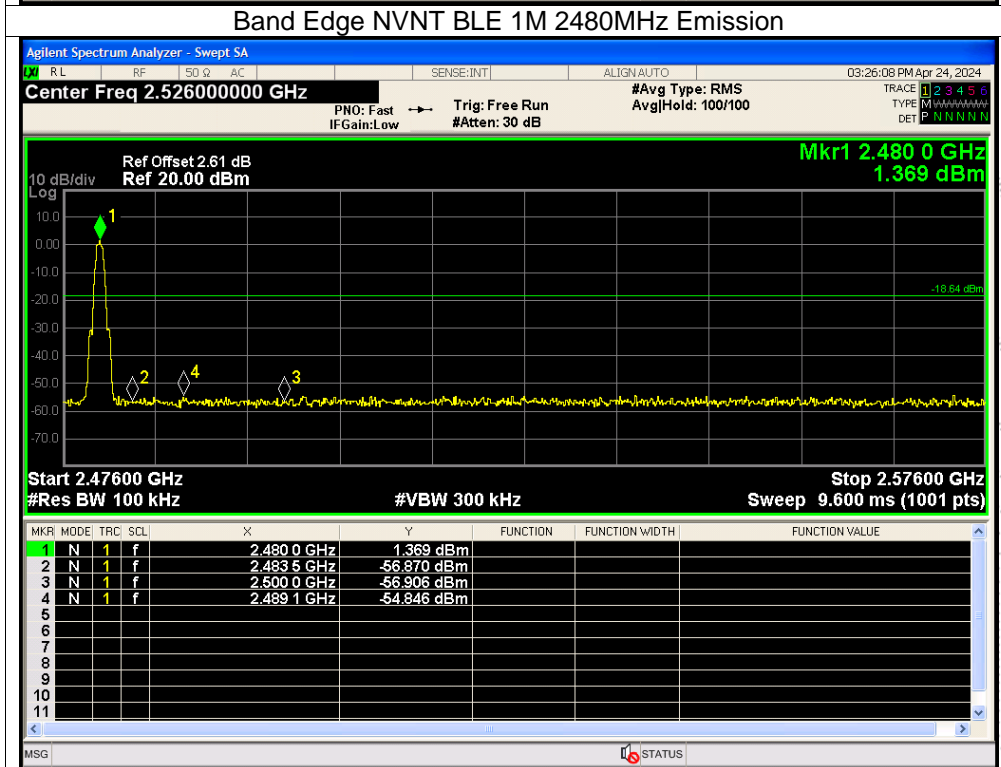 Band Edge NVNT BLE 1M 2480MHz Emission
Agilent Spectrum Analyzer - Swept SA
LXI RL RF 50 Ω AC SENSE:INT ALIGN AUTO 03:26:08 PM Apr 24, 2024
Center Freq 2.526000000 GHz
PNO: Fast
IFGain:Low
Trig: Free Run
#Atten: 30 dB
#Avg Type: RMS
Avg|Hold: 100/100
TRACE 1 2 3 4 5 6
TYPE M
DET P N N N N N
Mkr1 2.480 0 GHz
1.369 dBm
Ref Offset 2.61 dB
10 dB/div Ref 20.00 dBm
Log
10.0
0.00
-10.0
-20.0
-30.0
-40.0
-50.0
-60.0
-70.0
1
-18.64 dBm
2
4
3
Start 2.47600 GHz Stop 2.57600 GHz
#Res BW 100 kHz #VBW 300 kHz Sweep 9.600 ms (1001 pts)
MKR MODE TRC SCL X Y FUNCTION FUNCTION WIDTH FUNCTION VALUE
1 N 1 f 2.480 0 GHz 1.369 dBm
2 N 1 f 2.483 5 GHz -56.870 dBm
3 N 1 f 2.500 0 GHz -56.906 dBm
4 N 1 f 2.489 1 GHz -54.846 dBm
5
6
7
8
9
10
11
MSG STATUS